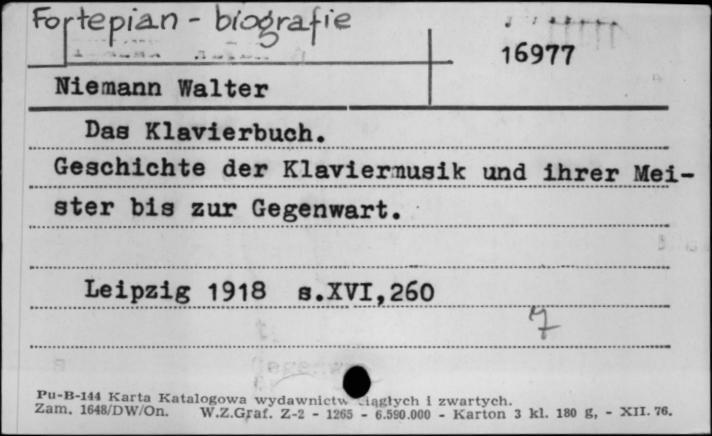 Fortepian - biografie
16977
Niemann Walter
Das Klavierbuch.
Geschichte der Klaviermusik und ihrer Mei-
ster bis zur Gegenwart.
Leipzig 1918 s.XVI,260
7
Pu-B-144 Karta Katalogowa wydawnictw ciągłych i zwartych.
Zam. 1648/DW/On. W.Z.Graf. Z-2 - 1265 - 6.590.000 - Karton 3 kl. 180 g, - XII. 76.